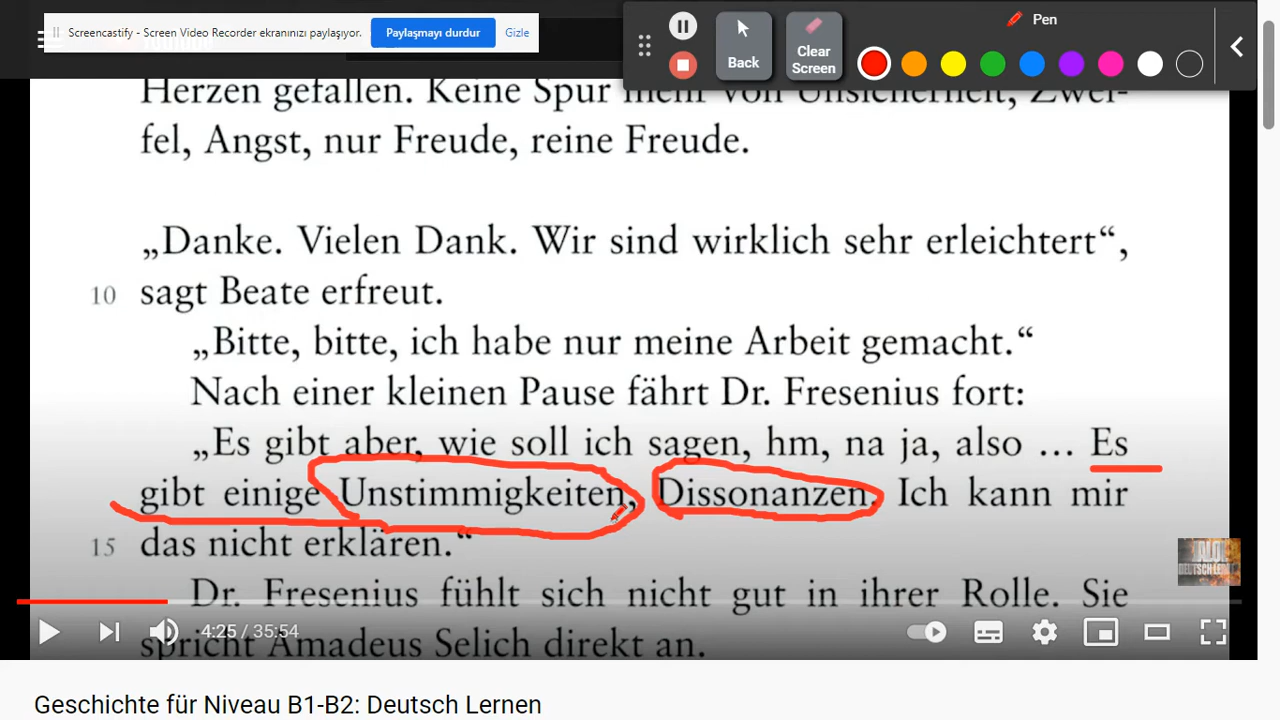 Screencastify - Screen Video Recorder ekranınızı paylaşıyor. Paylaşmayı durdur Gizle
Back
Clear
Screen
Pen
Herzen gefallen. Keine Spur mehr von Unsicherheit, Zwei-
fel, Angst, nur Freude, reine Freude.
„Danke. Vielen Dank. Wir sind wirklich sehr erleichtert“,
10 sagt Beate erfreut.
„Bitte, bitte, ich habe nur meine Arbeit gemacht.“
Nach einer kleinen Pause fährt Dr. Fresenius fort:
„Es gibt aber, wie soll ich sagen, hm, na ja, also ... Es
gibt einige Unstimmigkeiten, Dissonanzen. Ich kann mir
15 das nicht erklären.“
Dr. Fresenius fühlt sich nicht gut in ihrer Rolle. Sie
spricht Amadeus Selich direkt an.
4:25 / 35:54
Geschichte für Niveau B1-B2: Deutsch Lernen